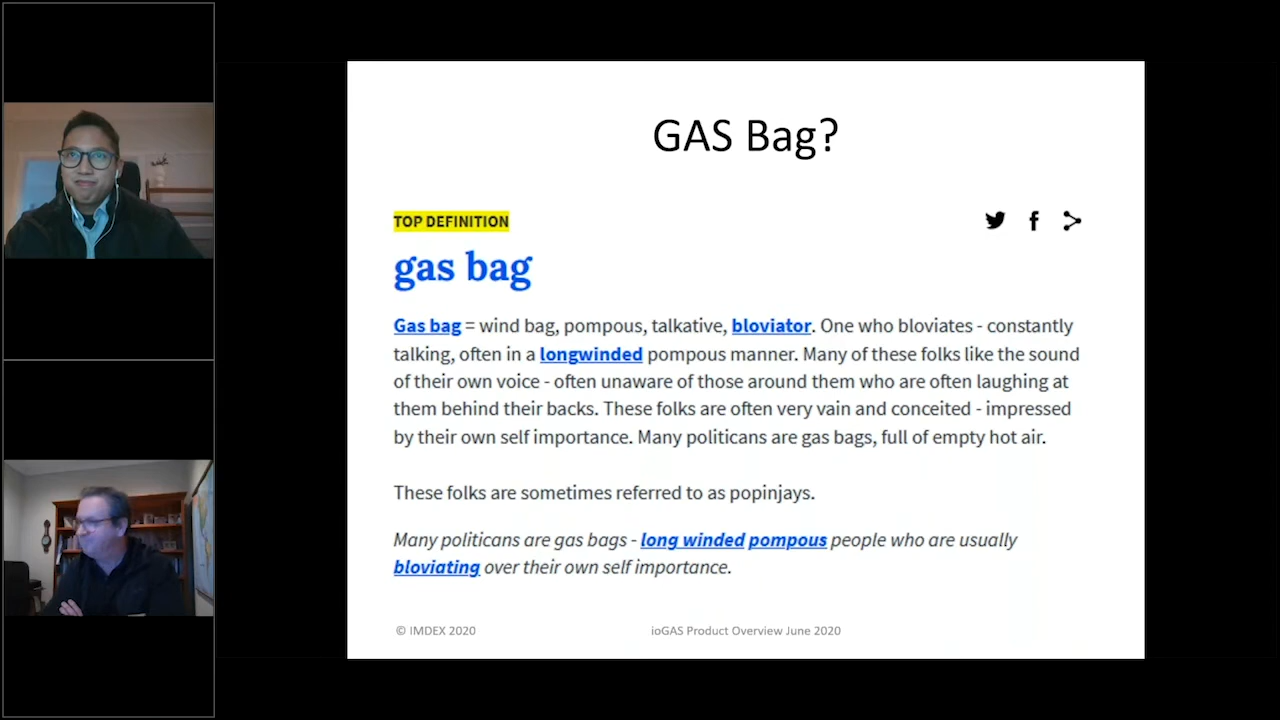 GAS Bag?
TOP DEFINITION
gas bag
Gas bag = wind bag, pompous, talkative, bloviator. One who bloviates - constantly
talking, often in a longwinded pompous manner. Many of these folks like the sound
of their own voice - often unaware of those around them who are often laughing at
them behind their backs. These folks are often very vain and conceited - impressed
by their own self importance. Many politicians are gas bags, full of empty hot air.
These folks are sometimes referred to as popinjays.
Many politicans are gas bags - long winded pompous people who are usually
bloviating over their own self importance.
© IMDEX 2020
ioGAS Product Overview June 2020